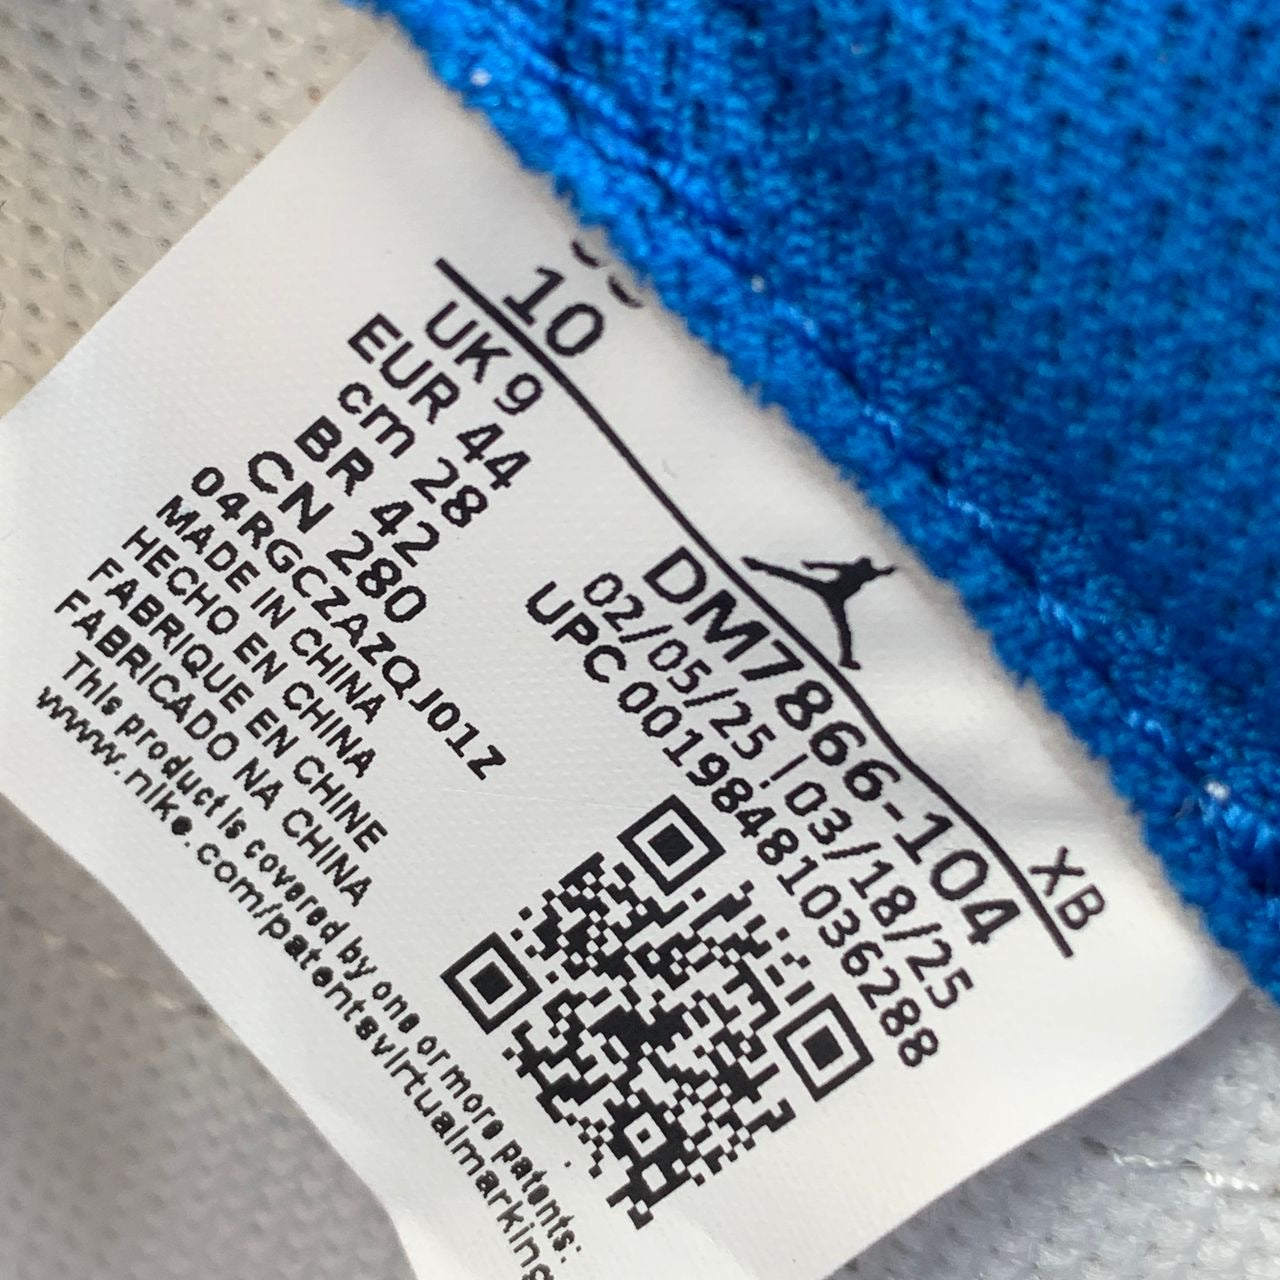 10
XB
UK 9
EUR 44
cm 28
BR 42
CN 280
04RGCZAZQJ01Z
MADE IN CHINA
HECHO EN CHINA
FABRIQUE EN CHINE
FABRICADO NA CHINA
This product is covered by one or more patents:
www.nike.com/patentsvirtualmarking
DM7866-104
02/05/25 ! 03/18/25
UPC 00198481036288